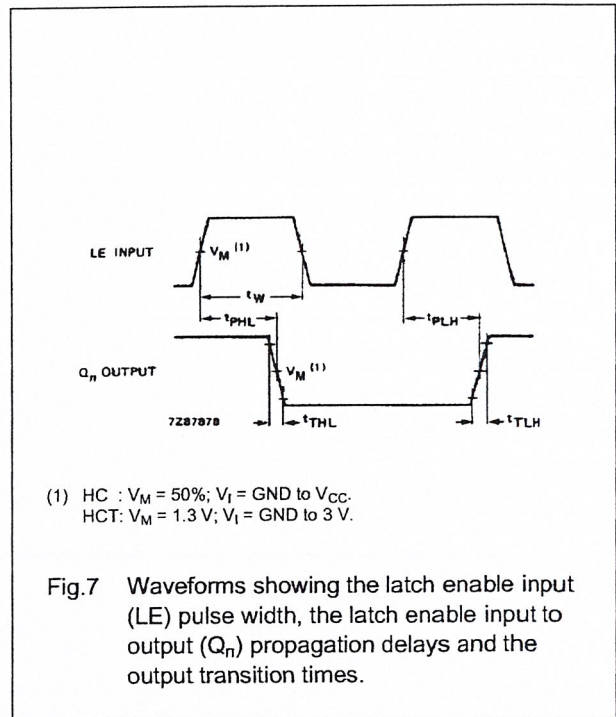 LE INPUT
VM (1)
tW
tPHL
tPLH
Qn OUTPUT
VM (1)
7Z87878
tTHL
tTLH
(1) HC : VM = 50%; VI = GND to VCC.
HCT: VM = 1.3 V; VI = GND to 3 V.
Fig.7 Waveforms showing the latch enable input
(LE) pulse width, the latch enable input to
output (Qn) propagation delays and the
output transition times.